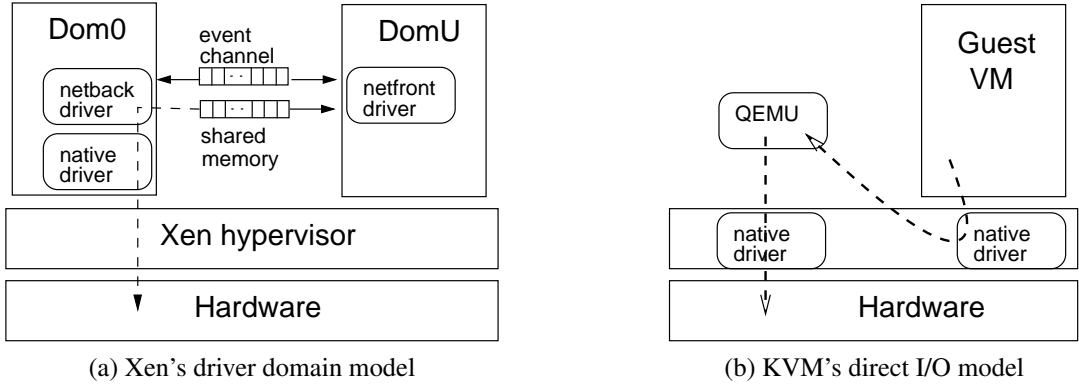 Dom0
event
channel
DomU
netback
driver
netfront
driver
shared
memory
native
driver
Xen hypervisor
Hardware
(a) Xen's driver domain model
Guest
VM
QEMU
native
driver
native
driver
Hardware
(b) KVM's direct I/O model